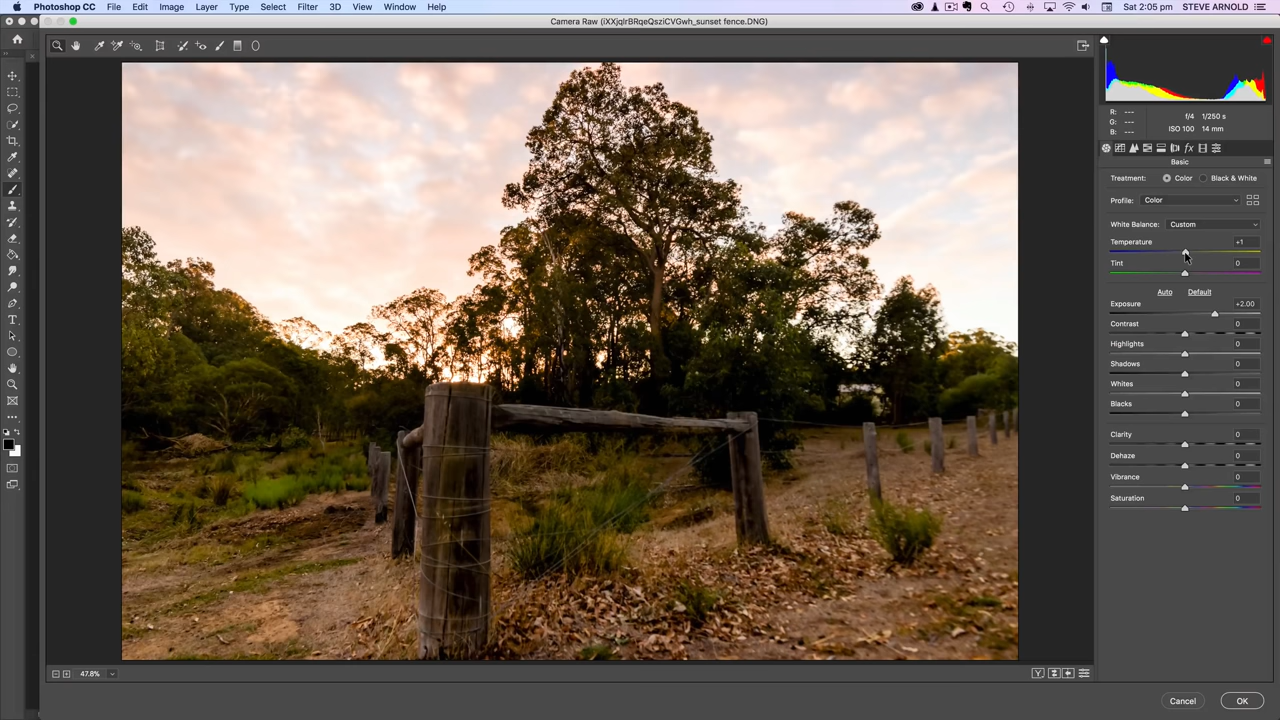 Photoshop CC File Edit Image Layer Type Select Filter 3D View Window Help Sat 2:05 pm STEVE ARNOLD
Camera Raw (iXXjqIrBRqeQsziCVGwh_sunset fence.DNG)
R: ---
G: ---
B: ---
f/4 1/250 s
ISO 100 14 mm
Basic
Treatment: Color Black & White
Profile: Color
White Balance: Custom
Temperature +1
Tint 0
Auto Default
Exposure +2.00
Contrast 0
Highlights 0
Shadows 0
Whites 0
Blacks 0
Clarity 0
Dehaze 0
Vibrance 0
Saturation 0
47.8%
Y
Cancel OK